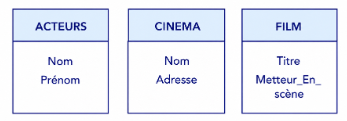 ACTEURS
Nom
Prénom
CINEMA
Nom
Adresse
FILM
Titre
Metteur_En_
scène